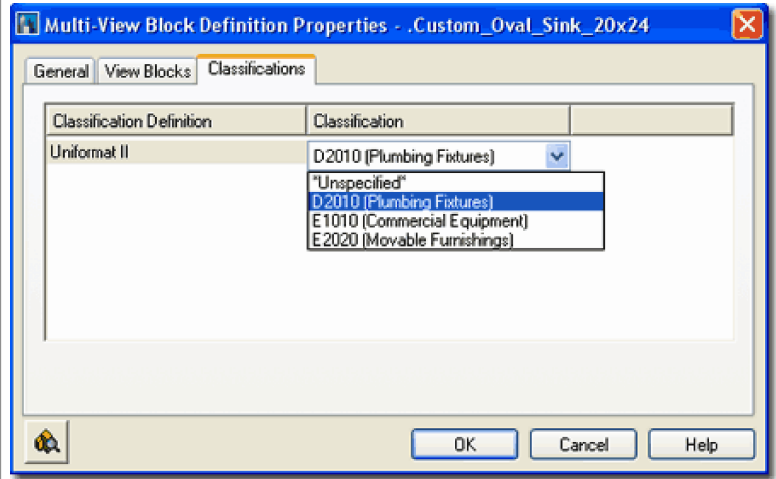 Multi-View Block Definition Properties - .Custom_Oval_Sink_20x24
General View Blocks Classifications
Classification Definition Classification
Uniformat II D2010 (Plumbing Fixtures)
*Unspecified*
D2010 (Plumbing Fixtures)
E1010 (Commercial Equipment)
E2020 (Movable Furnishings)
OK Cancel Help